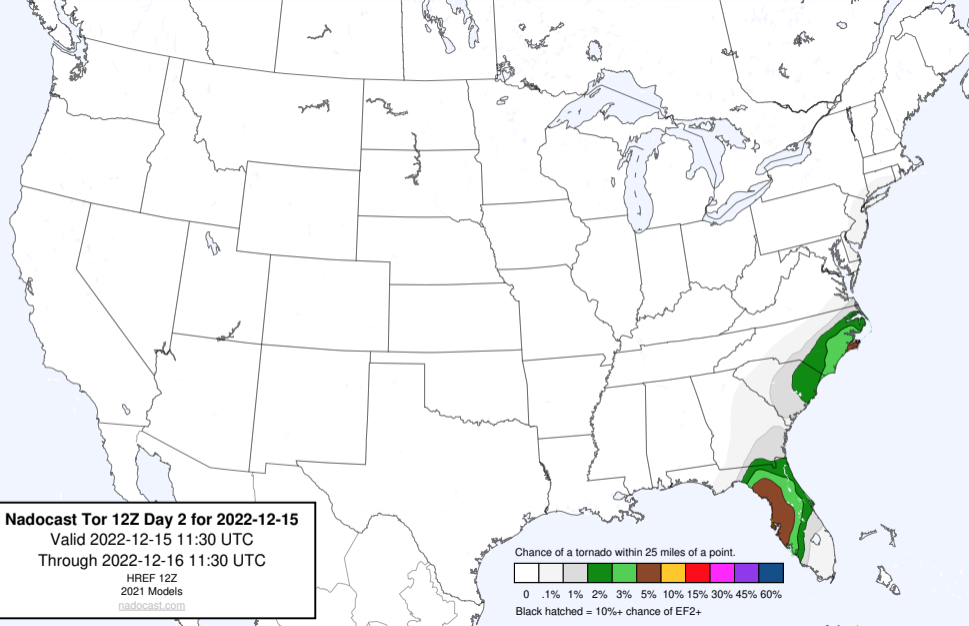 Nadocast Tor 12Z Day 2 for 2022-12-15
Valid 2022-12-15 11:30 UTC
Through 2022-12-16 11:30 UTC
HREF 12Z
2021 Models
nadocast.com
Chance of a tornado within 25 miles of a point.
0 .1% 1% 2% 3% 5% 10% 15% 30% 45% 60%
Black hatched = 10%+ chance of EF2+